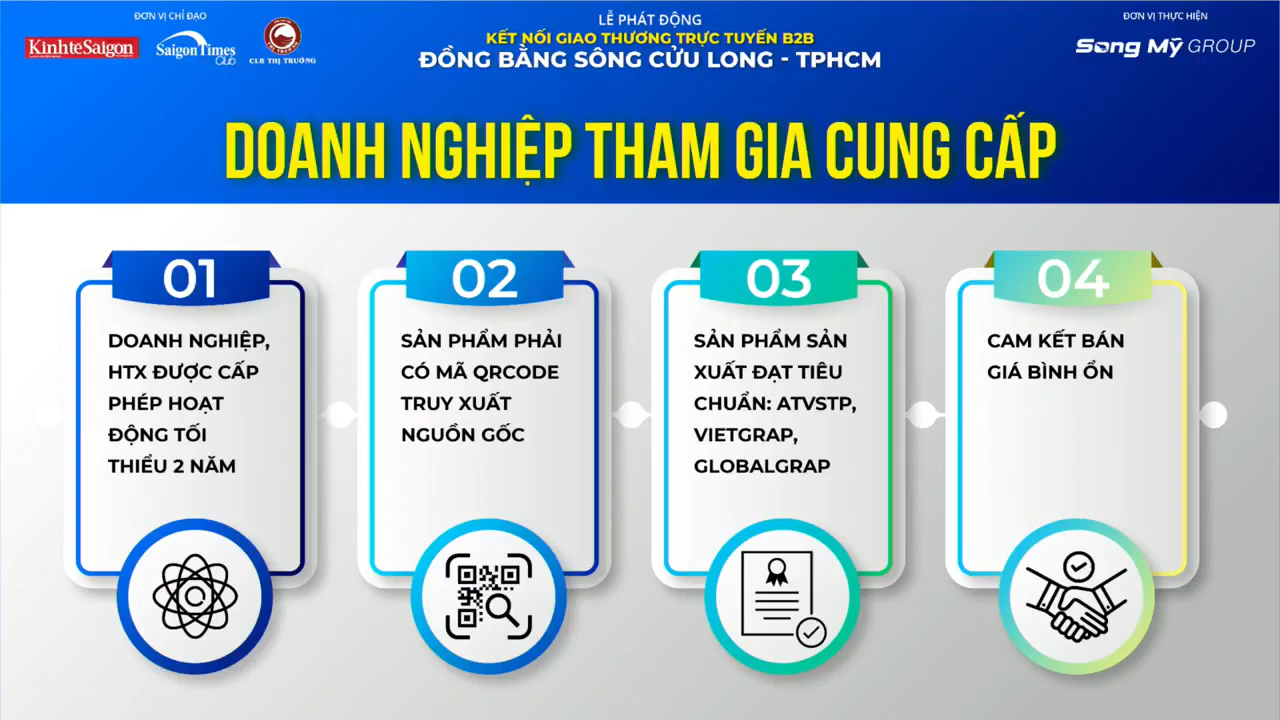 ĐƠN VỊ CHỈ ĐẠO
KinhteSaigon
SaigonTimes
Club
CLB THỊ TRƯỜNG
LỄ PHÁT ĐỘNG
KẾT NỐI GIAO THƯƠNG TRỰC TUYẾN B2B
ĐỒNG BẰNG SÔNG CỬU LONG - TPHCM
ĐƠN VỊ THỰC HIỆN
Song Mỹ GROUP
DOANH NGHIỆP THAM GIA CUNG CẤP
01
DOANH NGHIỆP,
HTX ĐƯỢC CẤP
PHÉP HOẠT
ĐỘNG TỐI
THIỂU 2 NĂM
02
SẢN PHẨM PHẢI
CÓ MÃ QRCODE
TRUY XUẤT
NGUỒN GỐC
03
SẢN PHẨM SẢN
XUẤT ĐẠT TIÊU
CHUẨN: ATVSTP,
VIETGRAP,
GLOBALGRAP
04
CAM KẾT BÁN
GIÁ BÌNH ỔN